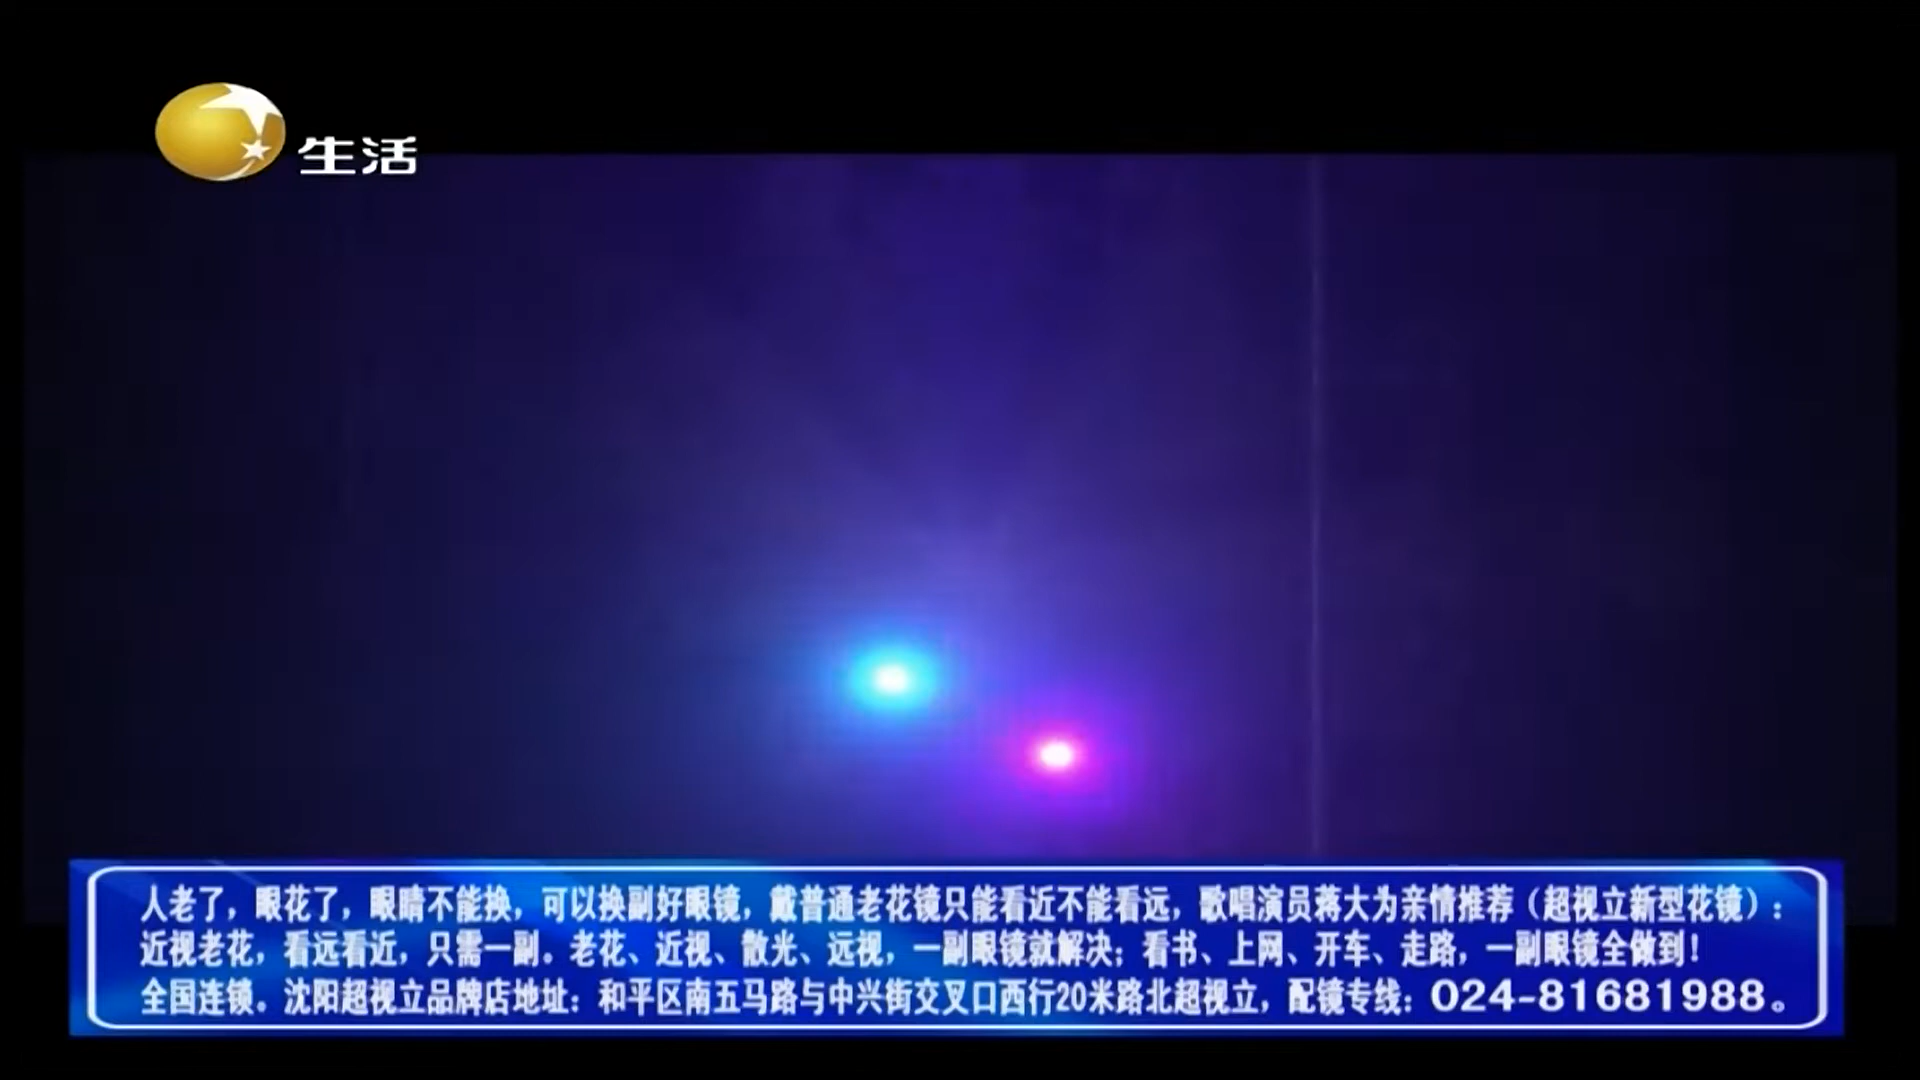 生活
人老了，眼花了，眼睛不能换，可以换副好眼镜，戴普通老花镜只能看近不能看远，歌唱演员蒋大为亲情推荐（超视立新型花镜）：
近视老花，看远看近，只需一副。老花、近视、散光、远视，一副眼镜就解决；看书、上网、开车、走路，一副眼镜全做到！
全国连锁。沈阳超视立品牌店地址：和平区南五马路与中兴街交叉口西行20米路北超视立，配镜专线：024-81681988。